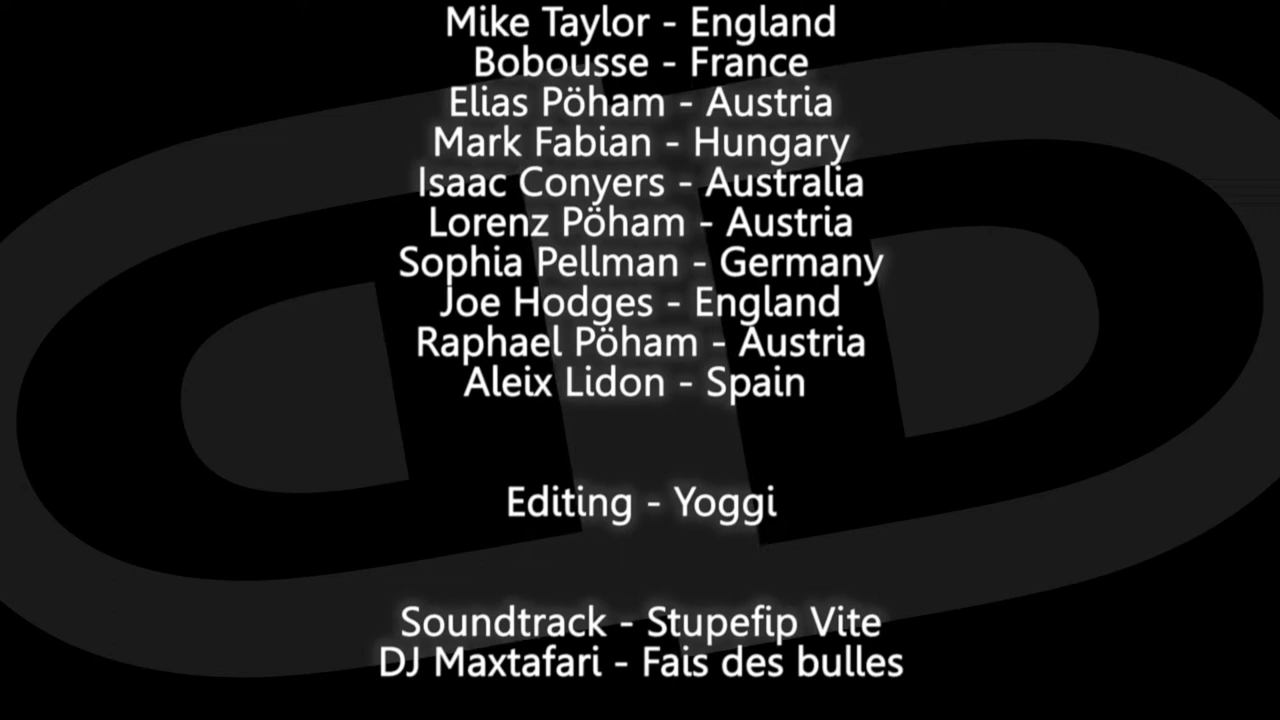 Mike Taylor - England
Bobousse - France
Elias Pöham - Austria
Mark Fabian - Hungary
Isaac Conyers - Australia
Lorenz Pöham - Austria
Sophia Pellman - Germany
Joe Hodges - England
Raphael Pöham - Austria
Aleix Lidon - Spain
Editing - Yoggi
Soundtrack - Stupefip Vite
DJ Maxtafari - Fais des bulles